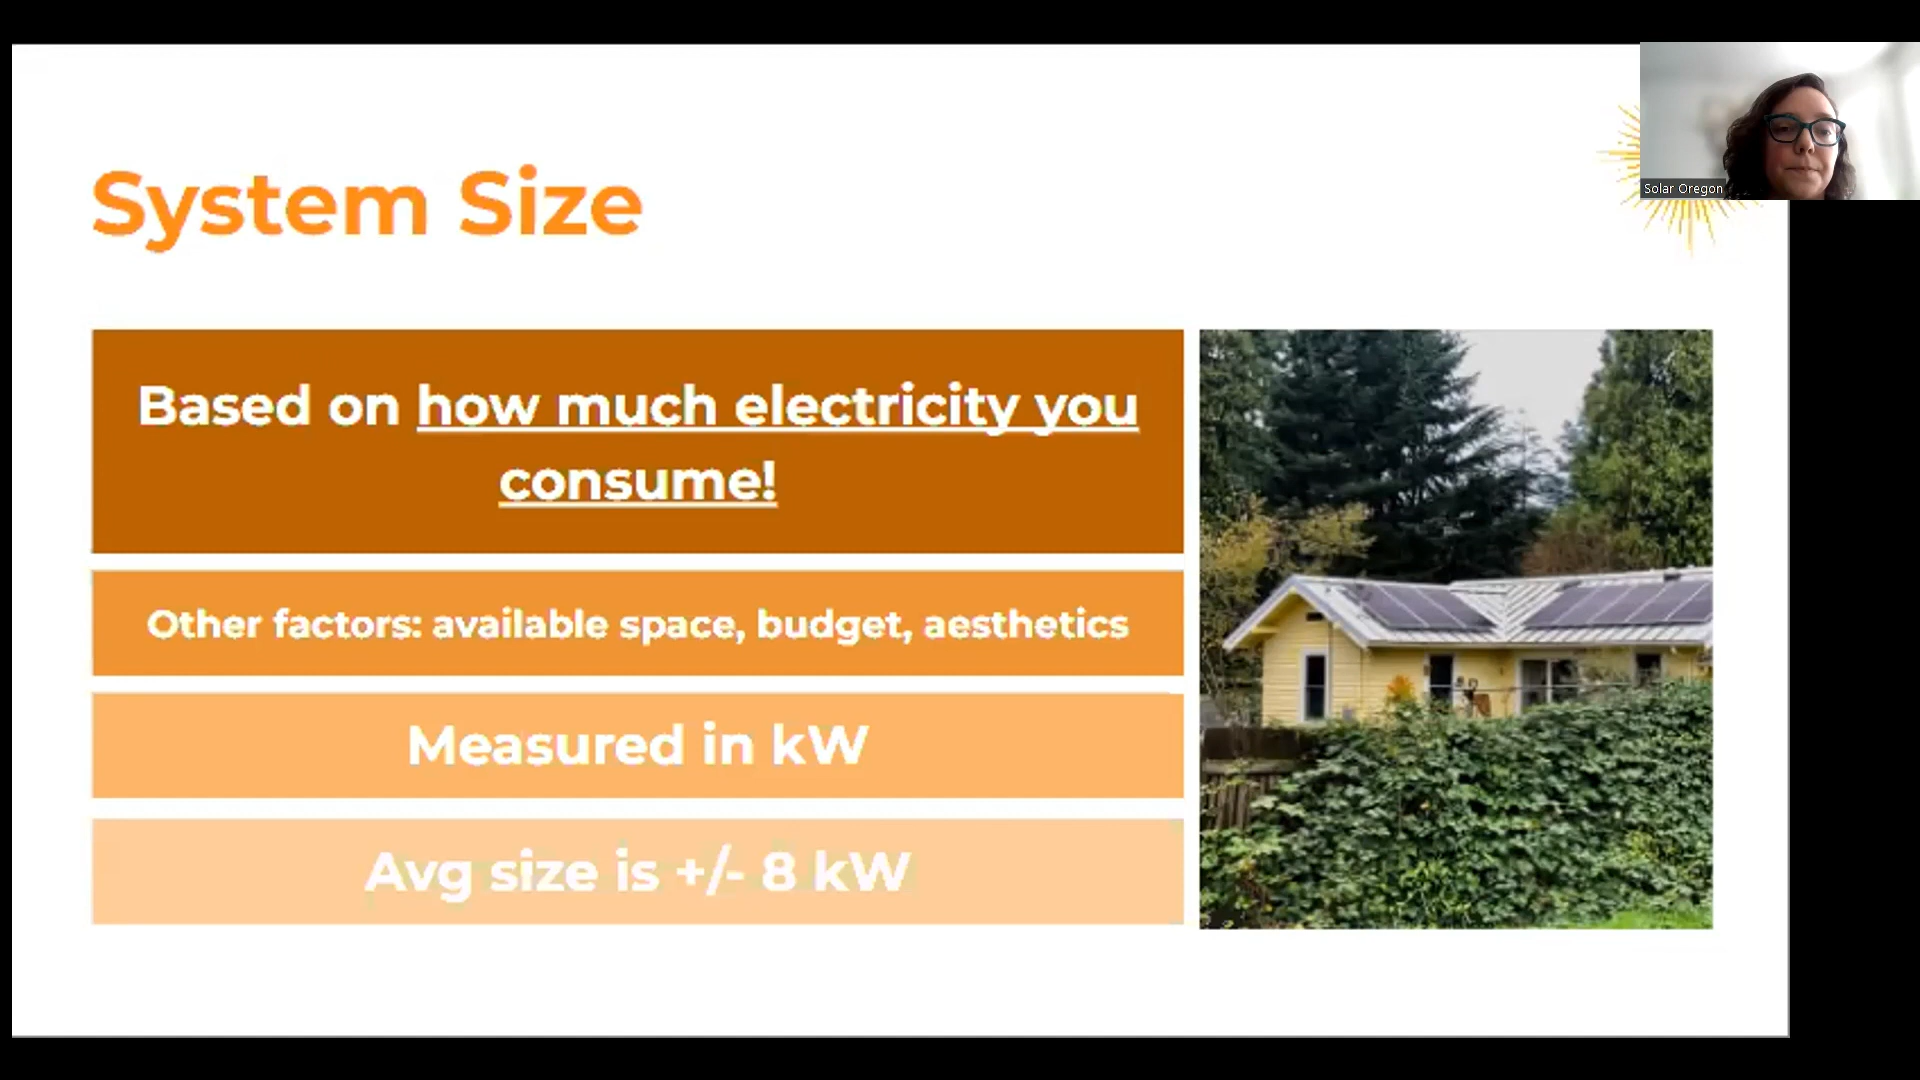 Solar Oregon
System Size
Based on how much electricity you
consume!
Other factors: available space, budget, aesthetics
Measured in kW
Avg size is +/- 8 kW